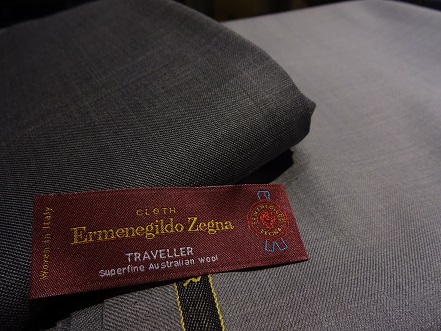 Woven in Italy
CLOTH
Ermenegildo Zegna
TRAVELLER
Superfine Australian wool